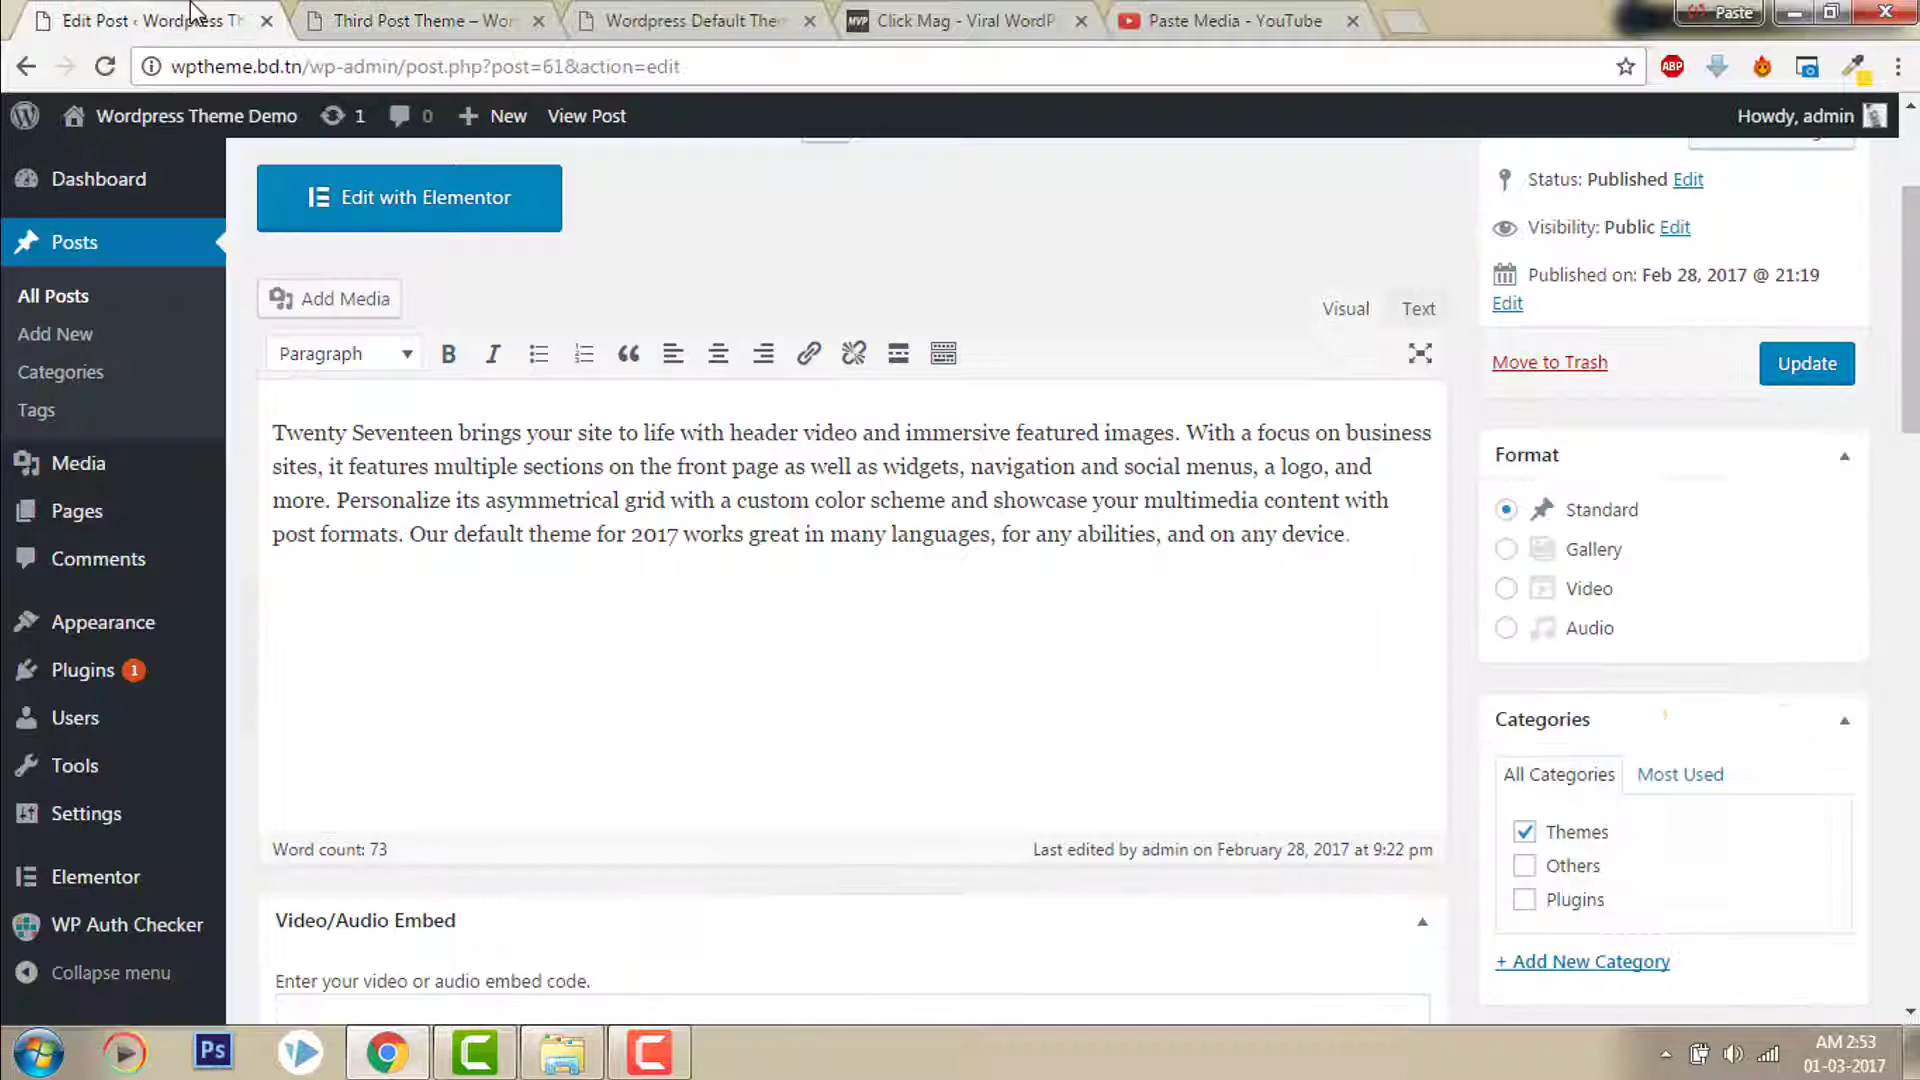 Edit Post ‹ Wordpress Th
Third Post Theme – Wor
Wordpress Default The
MVP
Click Mag - Viral WordP
Paste Media - YouTube
Paste
wptheme.bd.tn/wp-admin/post.php?post=61&action=edit
ABP
Wordpress Theme Demo
1
0
New
View Post
Howdy, admin
Dashboard
Posts
All Posts
Add New
Categories
Tags
Media
Pages
Comments
Appearance
Plugins 1
Users
Tools
Settings
Elementor
WP Auth Checker
Collapse menu
Edit with Elementor
Add Media
Visual
Text
Paragraph
B
I
Twenty Seventeen brings your site to life with header video and immersive featured images. With a focus on business
sites, it features multiple sections on the front page as well as widgets, navigation and social menus, a logo, and
more. Personalize its asymmetrical grid with a custom color scheme and showcase your multimedia content with
post formats. Our default theme for 2017 works great in many languages, for any abilities, and on any device.
Word count: 73
Last edited by admin on February 28, 2017 at 9:22 pm
Video/Audio Embed
Enter your video or audio embed code.
Status: Published Edit
Visibility: Public Edit
Published on: Feb 28, 2017 @ 21:19
Edit
Move to Trash
Update
Format
Standard
Gallery
Video
Audio
Categories
All Categories
Most Used
Themes
Others
Plugins
+ Add New Category
Ps
AM 2:53
01-03-2017